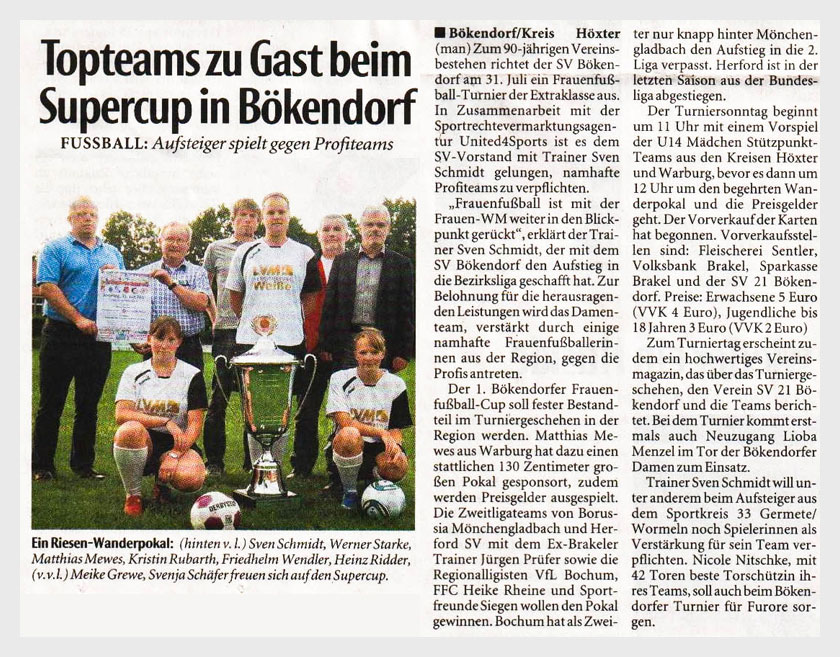 Topteams zu Gast beim
Supercup in Bökendorf
FUSSBALL: Aufsteiger spielt gegen Profiteams
LVM
Weiße
LVM
DERBYSTAR
Ein Riesen-Wanderpokal: (hinten v. l.) Sven Schmidt, Werner Starke,
Matthias Mewes, Kristin Rubarth, Friedhelm Wendler, Heinz Ridder,
(v.v.l.) Meike Grewe, Svenja Schäfer freuen sich auf den Supercup.
■ Bökendorf/Kreis Höxter
(man) Zum 90-jährigen Vereins-
bestehen richtet der SV Böken-
dorf am 31. Juli ein Frauenfuß-
ball-Turnier der Extraklasse aus.
In Zusammenarbeit mit der
Sportrechtevermarktungsagen-
tur United4Sports ist es dem
SV-Vorstand mit Trainer Sven
Schmidt gelungen, namhafte
Profiteams zu verpflichten.
„Frauenfußball ist mit der
Frauen-WM weiter in den Blick-
punkt gerückt“, erklärt der Trai-
ner Sven Schmidt, der mit dem
SV Bökendorf den Aufstieg in
die Bezirksliga geschafft hat. Zur
Belohnung für die herausragen-
den Leistungen wird das Damen-
team, verstärkt durch einige
namhafte Frauenfußballerin-
nen aus der Region, gegen die
Profis antreten.
Der 1. Bökendorfer Frauen-
fußball-Cup soll fester Bestand-
teil im Turniergeschehen in der
Region werden. Matthias Me-
wes aus Warburg hat dazu einen
stattlichen 130 Zentimeter gro-
ßen Pokal gesponsort, zudem
werden Preisgelder ausgespielt.
Die Zweitligateams von Borus-
sia Mönchengladbach und Her-
ford SV mit dem Ex-Brakeler
Trainer Jürgen Prüfer sowie die
Regionalligisten VfL Bochum,
FFC Heike Rheine und Sport-
freunde Siegen wollen den Pokal
gewinnen. Bochum hat als Zwei-
ter nur knapp hinter Mönchen-
gladbach den Aufstieg in die 2.
Liga verpasst. Herford ist in der
letzten Saison aus der Bundes-
liga abgestiegen.
Der Turniersonntag beginnt
um 11 Uhr mit einem Vorspiel
der U14 Mädchen Stützpunkt-
Teams aus den Kreisen Höxter
und Warburg, bevor es dann um
12 Uhr um den begehrten Wan-
derpokal und die Preisgelder
geht. Der Vorverkauf der Karten
hat begonnen. Vorverkaufsstel-
len sind: Fleischerei Sentler,
Volksbank Brakel, Sparkasse
Brakel und der SV 21 Böken-
dorf. Preise: Erwachsene 5 Euro
(VVK 4 Euro), Jugendliche bis
18 Jahren 3 Euro (VVK 2 Euro)
Zum Turniertag erscheint zu-
dem ein hochwertiges Vereins-
magazin, das über das Turnierge-
schehen, den Verein SV 21 Bö-
kendorf und die Teams berich-
tet. Bei dem Turnier kommt erst-
mals auch Neuzugang Lioba
Menzel im Tor der Bökendorfer
Damen zum Einsatz.
Trainer Sven Schmidt will un-
ter anderem beim Aufsteiger aus
dem Sportkreis 33 Germete/
Wormeln noch Spielerinnen als
Verstärkung für sein Team ver-
pflichten. Nicole Nitschke, mit
42 Toren beste Torschützin ih-
res Teams, soll auch beim Böken-
dorfer Turnier für Furore sor-
gen.